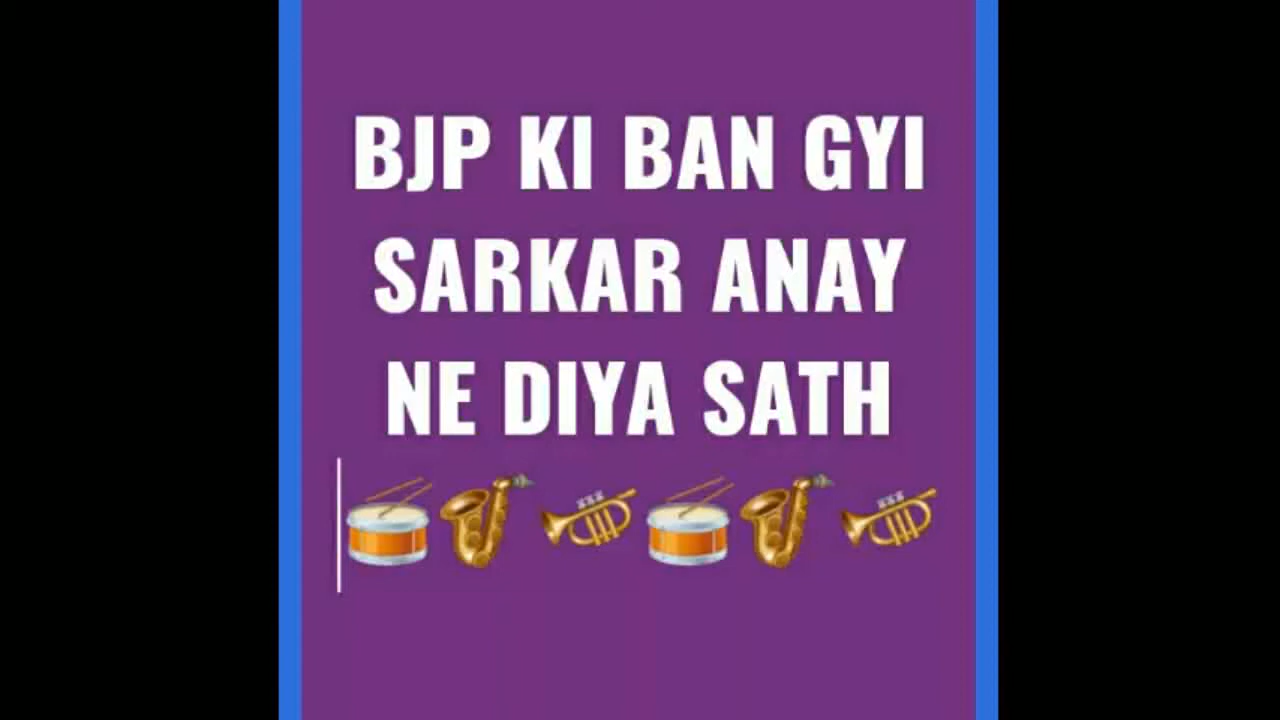 BJP KI BAN GYI
SARKAR ANAY
NE DIYA SATH
🥁🎷🎺🥁🎷🎺